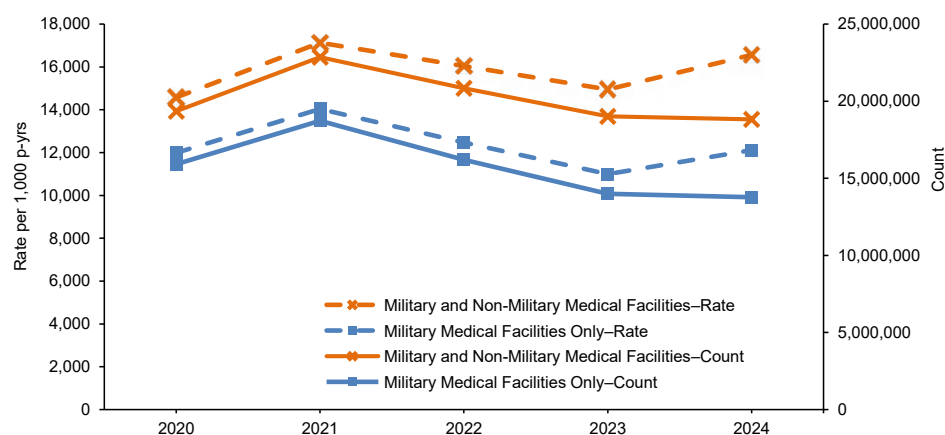 Rate per 1,000 p-yrs
18,000
16,000
14,000
12,000
10,000
8,000
6,000
4,000
2,000
0
25,000,000
20,000,000
15,000,000
10,000,000
5,000,000
0
Count
Military and Non-Military Medical Facilities–Rate
Military Medical Facilities Only–Rate
Military and Non-Military Medical Facilities–Count
Military Medical Facilities Only–Count
2020 2021 2022 2023 2024